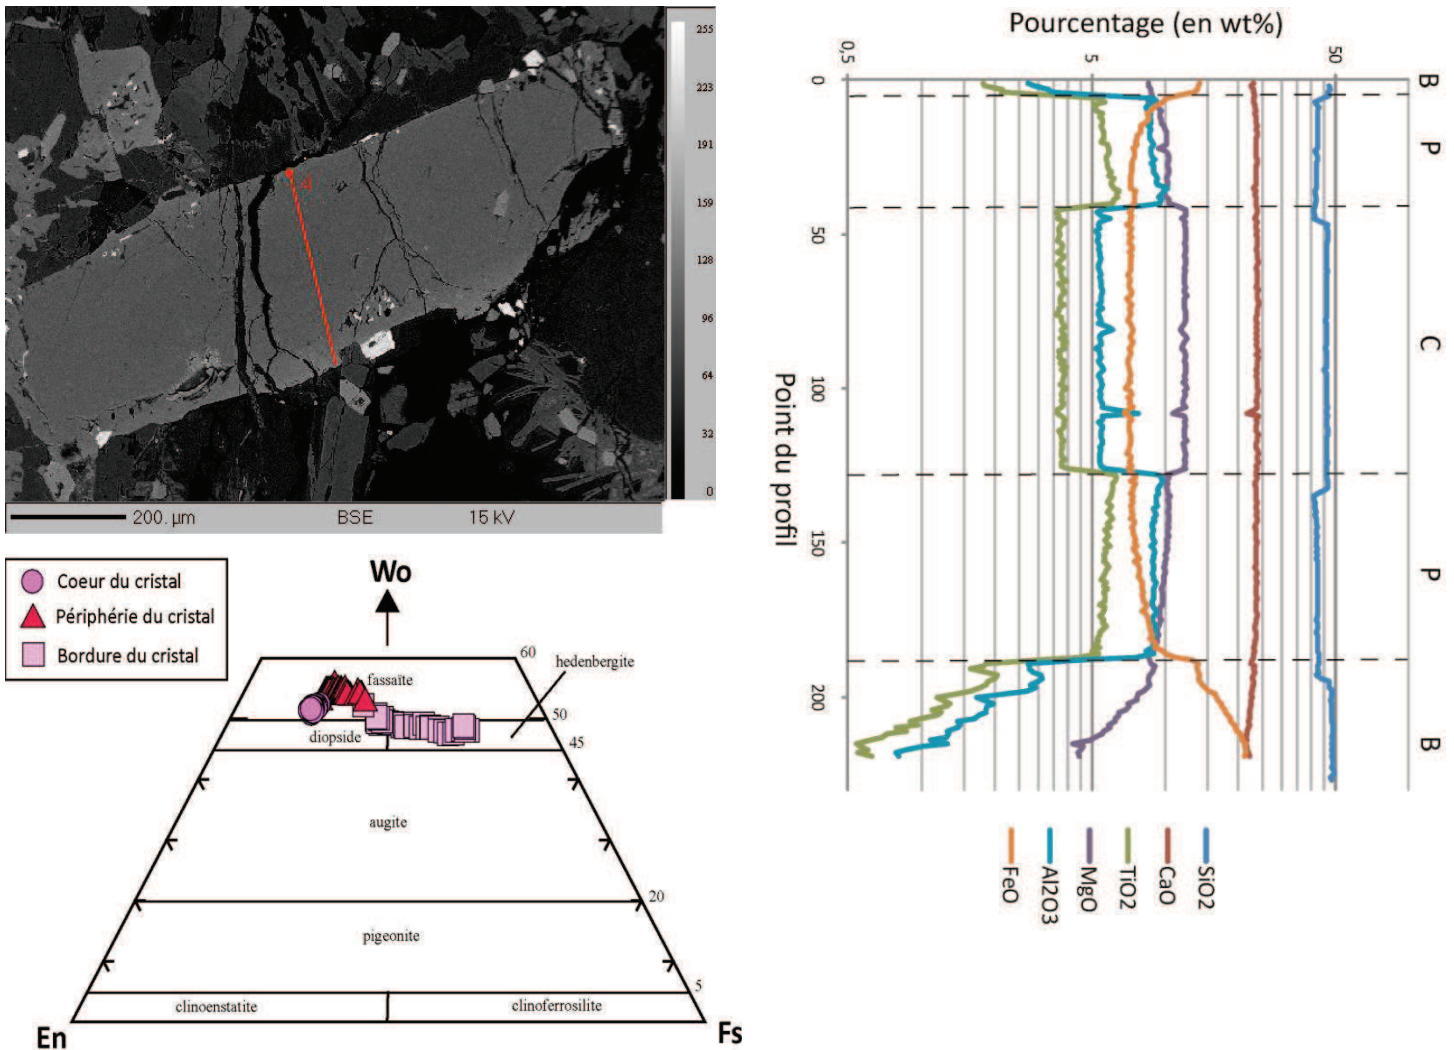 255
223
191
159
128
96
64
32
0
4
200. µm
BSE
15 kV
Coeur du cristal
Périphérie du cristal
Bordure du cristal
Wo
60
hedenbergite
fassaïte
50
diopside
45
augite
20
pigeonite
5
clinoenstatite
clinoferrosilite
En
Fs
Pourcentage (en wt%)
0,5
5
50
0
50
100
150
200
Point du profil
B
P
C
P
B
FeO
Al2O3
MgO
TiO2
CaO
SiO2